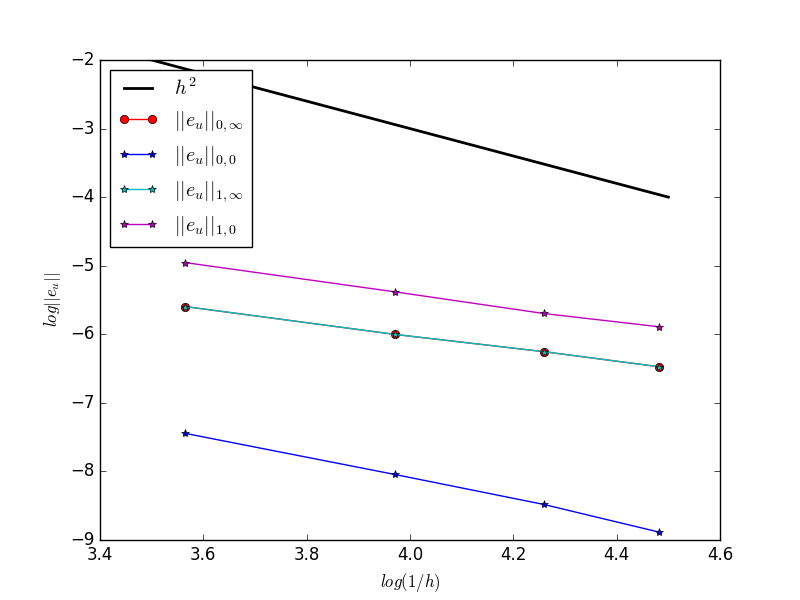 −2
−3
−4
−5
−6
−7
−8
−9
log||e_u||
h^2
||e_u||_{0,∞}
||e_u||_{0,0}
||e_u||_{1,∞}
||e_u||_{1,0}
3.4 3.6 3.8 4.0 4.2 4.4 4.6
log(1/h)